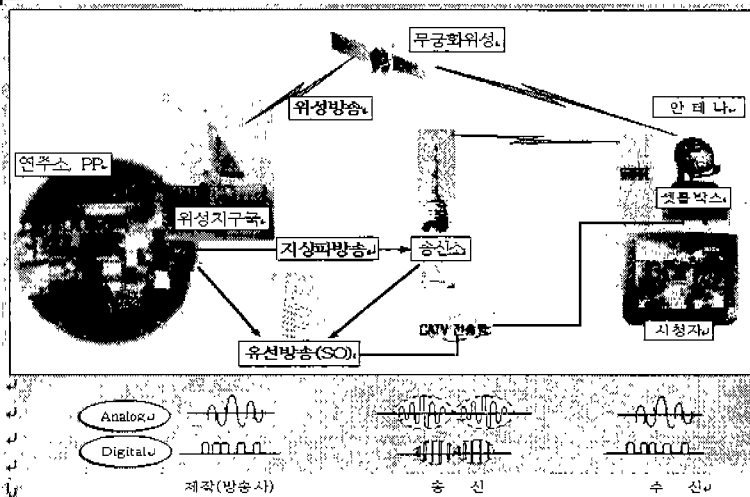 무궁화위성
위성방송
안 테 나
연주소, PP
위성지구국
셋톱박스
지상파방송
송신소
CATV 전송망
시청자
유선방송(SO)
Analog
Digital
제작(방송사)
송 신
수 신